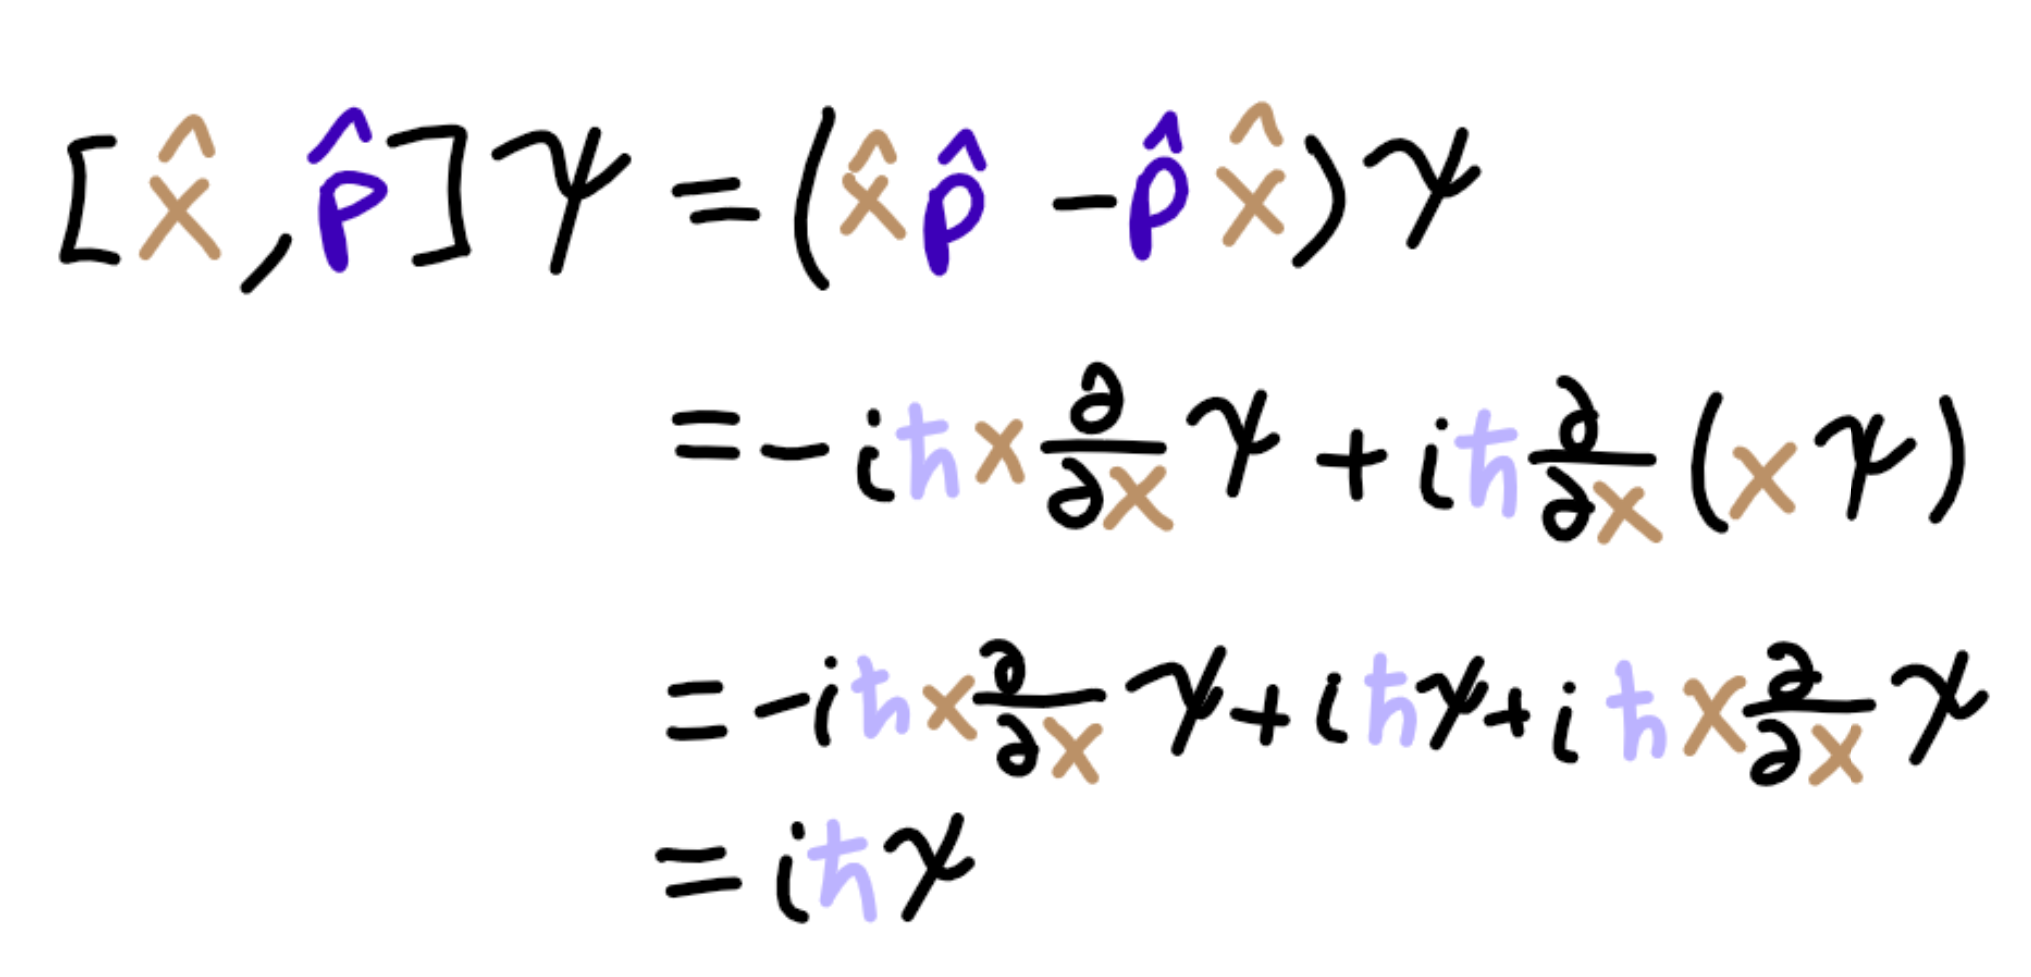 [x̂, p̂]ψ = (x̂p̂ - p̂x̂)ψ
= -iħx ∂/∂x ψ + iħ ∂/∂x (xψ)
= -iħx ∂/∂x ψ + iħψ + iħx ∂/∂x ψ
= iħψ